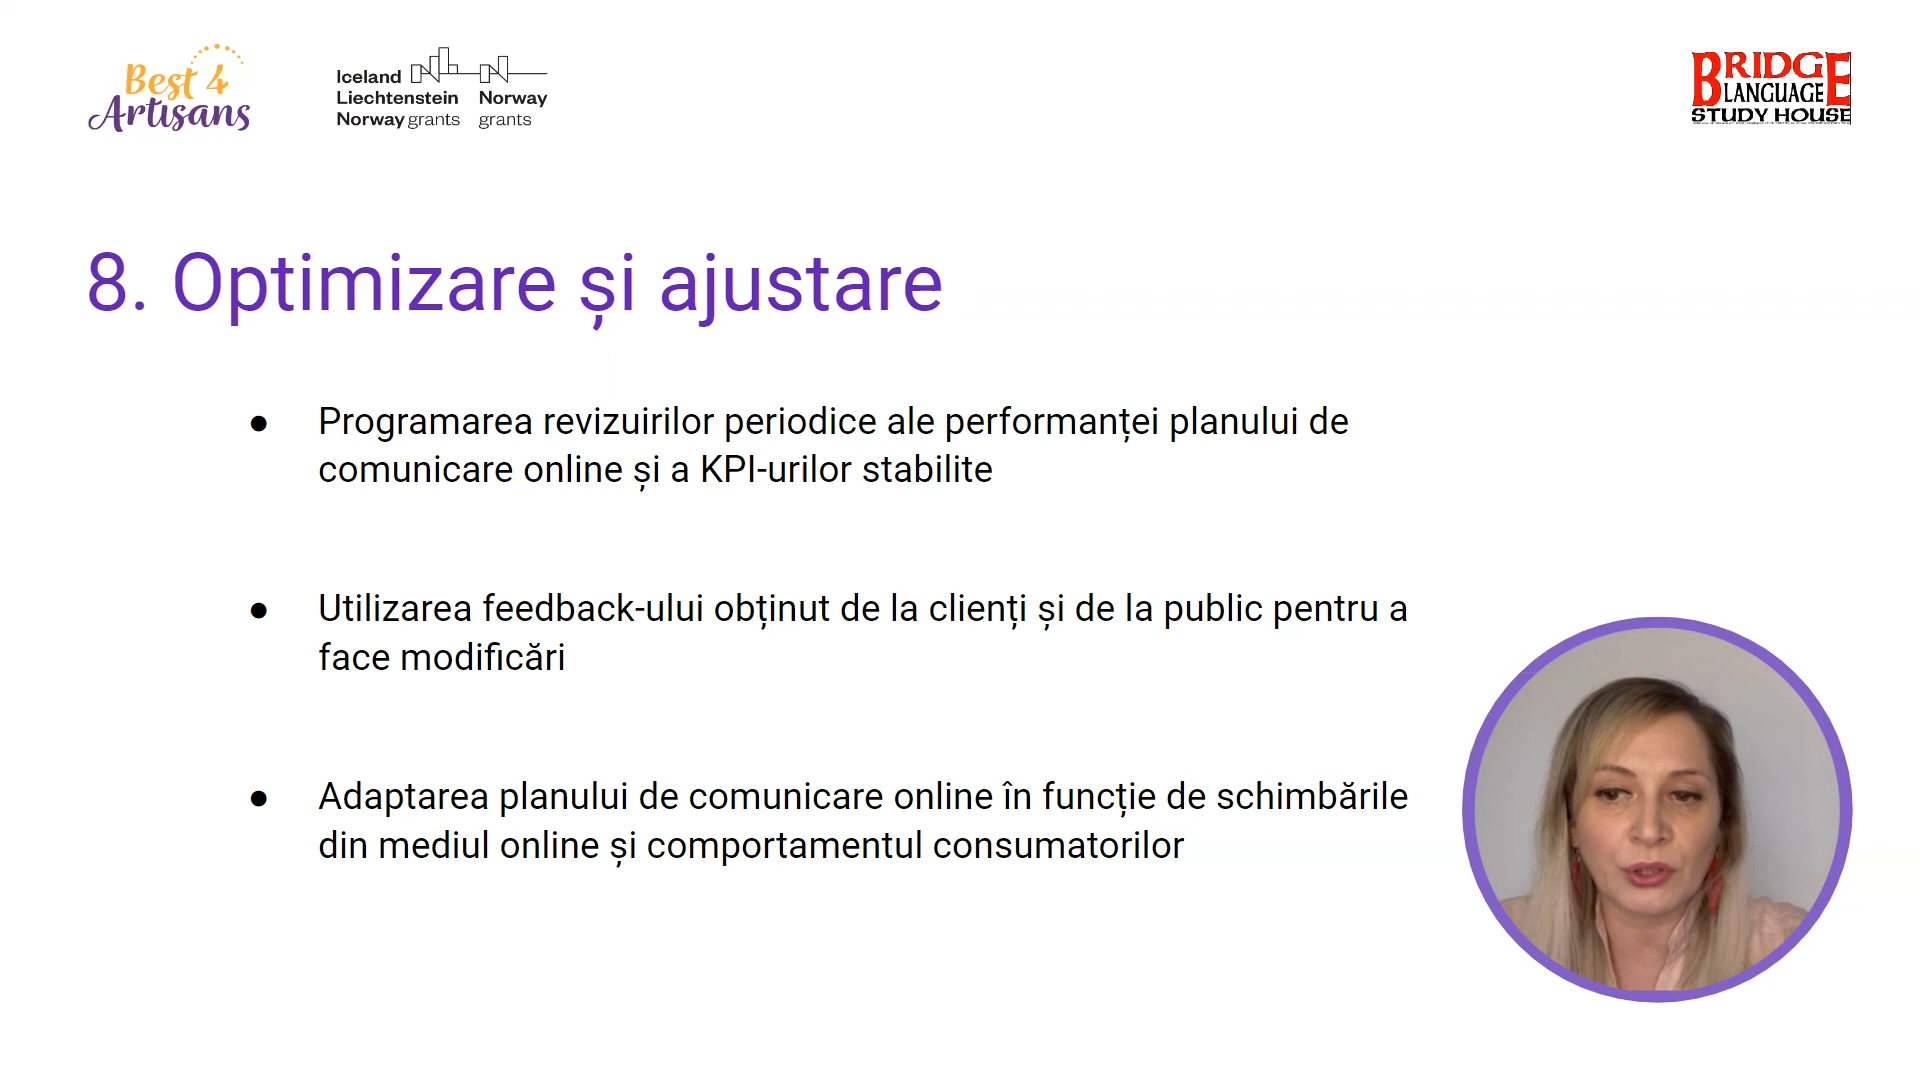 Best 4
Artisans
Iceland
Liechtenstein
Norway grants
Norway
grants
BRIDGE
LANGUAGE
STUDY HOUSE
8. Optimizare și ajustare
● Programarea revizuirilor periodice ale performanței planului de
comunicare online și a KPI-urilor stabilite
● Utilizarea feedback-ului obținut de la clienți și de la public pentru a
face modificări
● Adaptarea planului de comunicare online în funcție de schimbările
din mediul online și comportamentul consumatorilor